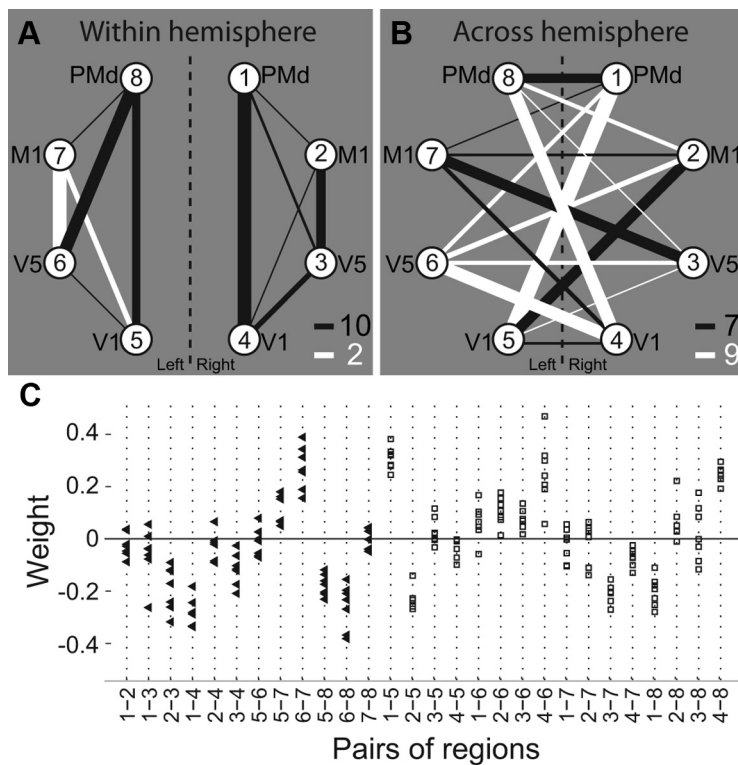 A Within hemisphere
PMd 8 1 PMd
M1 7 2 M1
V5 6 3 V5
V1 5 4 V1
10
2
Left Right
B Across hemisphere
PMd 8 1 PMd
M1 7 2 M1
V5 6 3 V5
V1 5 4 V1
7
9
Left Right
C
Weight
0.4
0.2
0
-0.2
-0.4
1-2 1-3 2-3 1-4 2-4 3-4 5-6 5-7 6-7 5-8 6-8 7-8 1-5 2-5 3-5 4-5 1-6 2-6 3-6 4-6 1-7 2-7 3-7 4-7 1-8 2-8 3-8 4-8
Pairs of regions